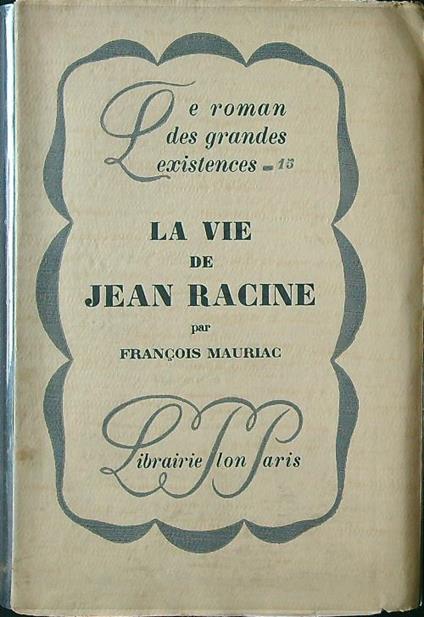 Le roman
des grandes
existences - 15
LA VIE
DE
JEAN RACINE
par
FRANÇOIS MAURIAC
Librairie Plon Paris